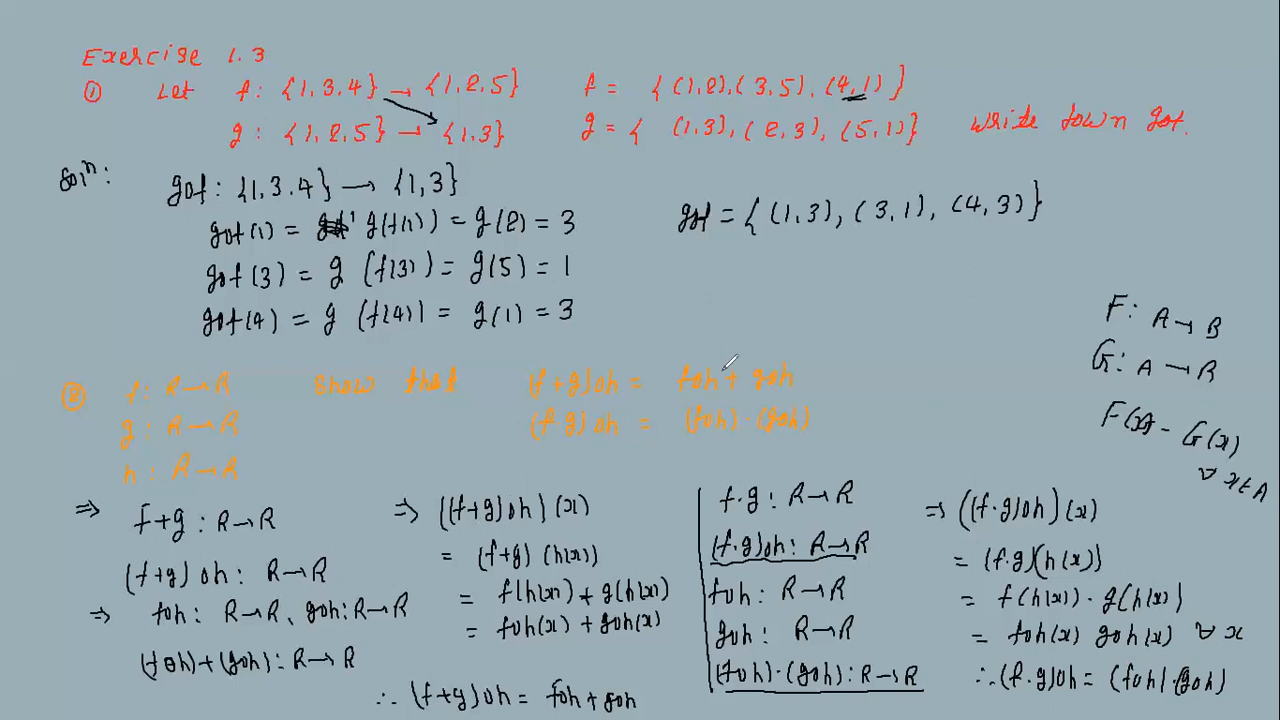 Exercise 1.3
① Let f: {1,3.4} → {1,2,5} f = {(1,2),(3,5),(4,1)}
g: {1,2,5} → {1,3} g = {(1,3),(2,3),(5,1)} write down gof.
Solⁿ:
gof: {1,3.4} → {1,3}
gof = {(1,3),(3,1),(4,3)}
gof(1) = g(f(1)) = g(2) = 3
gof(3) = g(f(3)) = g(5) = 1
gof(4) = g(f(4)) = g(1) = 3
F: A→B
G: A→B
F(x) = G(x)
∀ x∈A
② f: R→R Show that (f+g)oh = foh + goh
g: R→R (f g)oh = (foh)·(goh)
h: R→R
⇒ f+g : R→R
(f+g)oh : R→R
⇒ foh : R→R, goh: R→R
(foh)+(goh): R→R
⇒ ((f+g)oh)(x)
= (f+g)(h(x))
= f(h(x)) + g(h(x))
= foh(x) + goh(x)
∴ (f+g)oh = foh + goh
f·g : R→R
(f·g)oh : R→R
foh : R→R
goh : R→R
(foh)·(goh): R→R
⇒ ((f·g)oh)(x)
= (f·g)(h(x))
= f(h(x))·g(h(x))
= foh(x) goh(x) ∀ x
∴ (f·g)oh = (foh)·(goh)